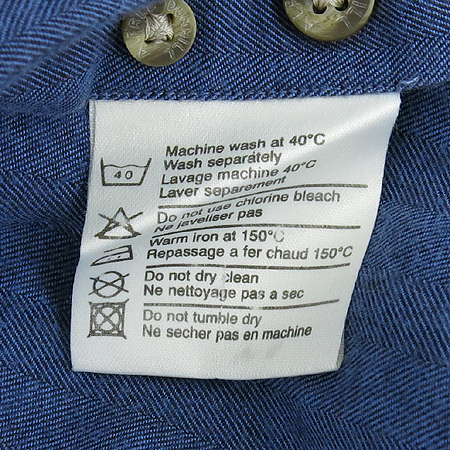 ALFA
Machine wash at 40°C
Wash separately
Lavage machine 40°C
Laver separement
40
Do not use chlorine bleach
Ne javeliser pas
Warm iron at 150°C
Repassage a fer chaud 150°C
Do not dry clean
Ne nettoyage pas a sec
Do not tumble dry
Ne secher pas en machine